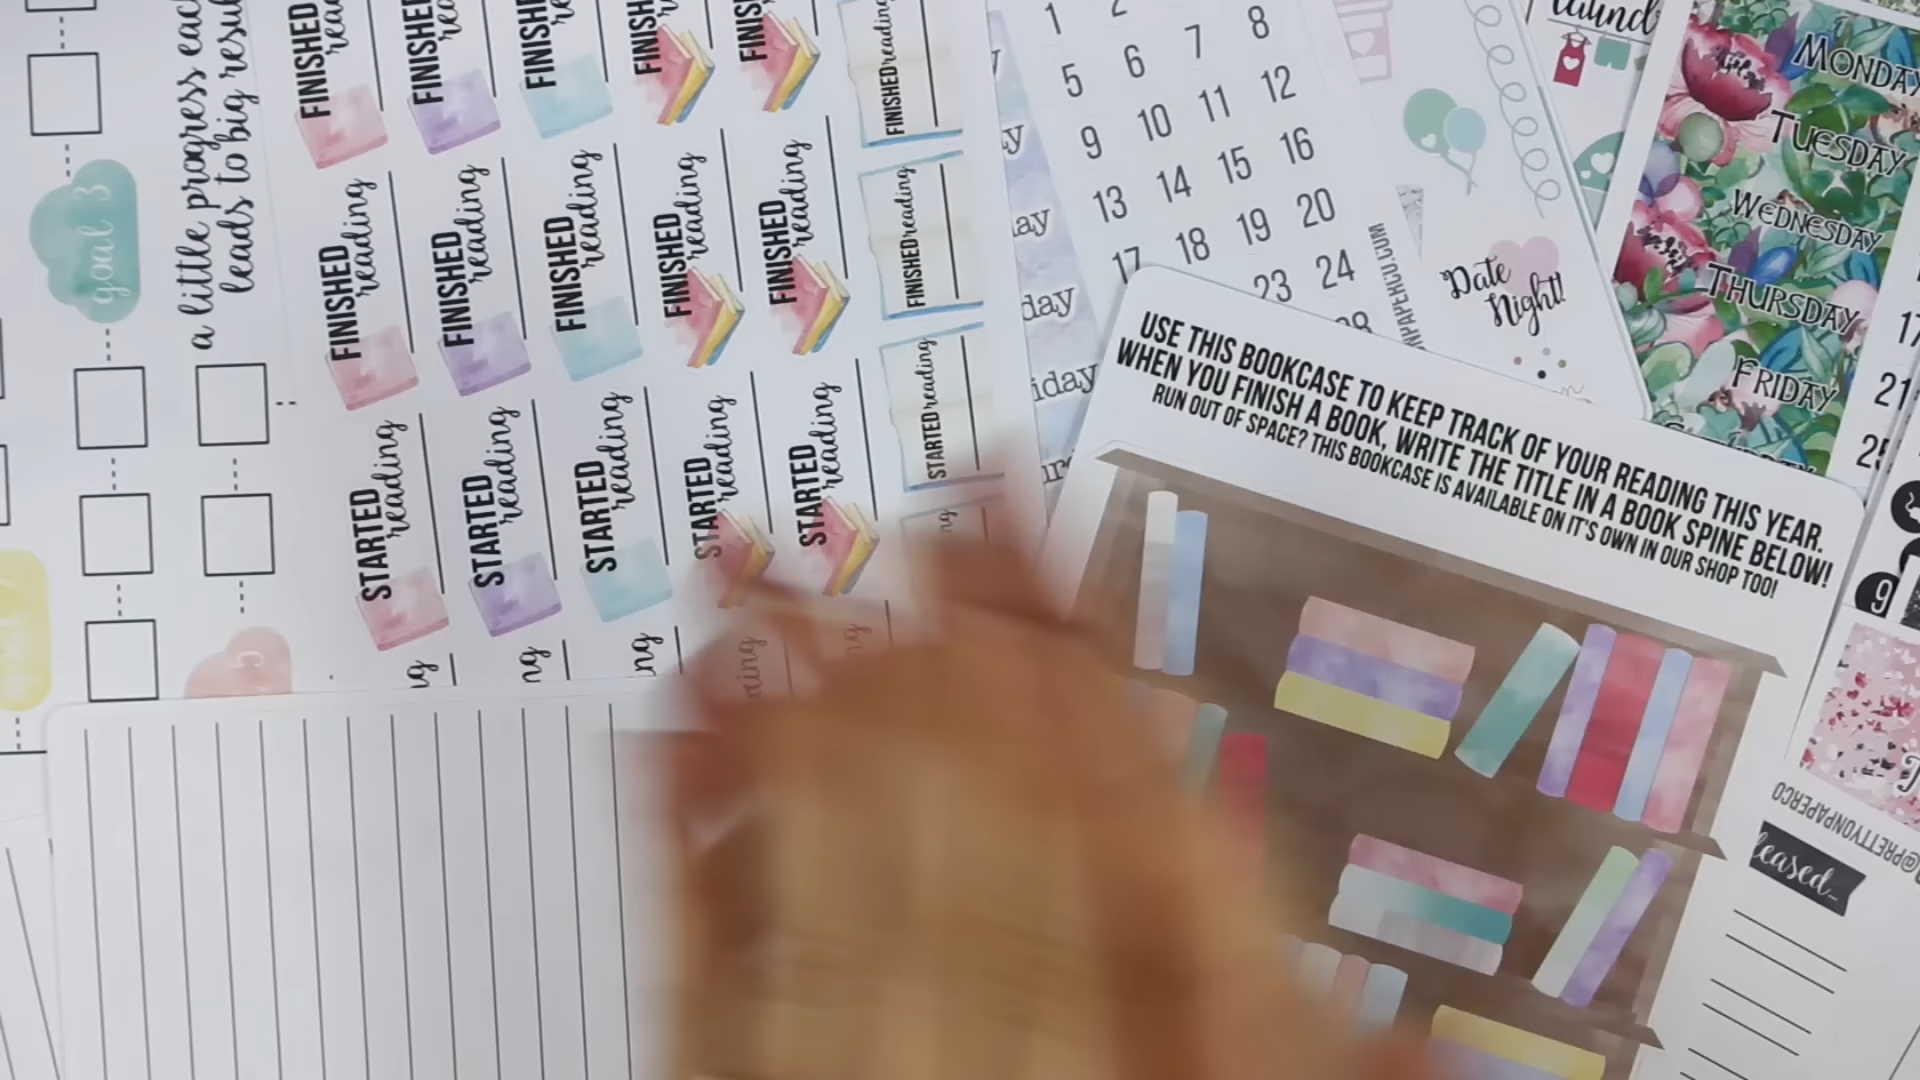 goal 3
a little progress each
leads to big
FINISHED
FINISHED
FINISHED
FINISHED reading
FINISHED reading
FINISHED reading
FINISHED reading
FINISHED reading
FINISHED reading
FINISHED reading
STARTED reading
STARTED reading
STARTED reading
STARTED reading
STARTED reading
STARTED reading
1 2
5 6 7 8
9 10 11 12
13 14 15 16
17 18 19 20
23 24
Date
Night!
MONDAY
TUESDAY
WEDNESDAY
THURSDAY
FRIDAY
USE THIS BOOKCASE TO KEEP TRACK OF YOUR READING THIS YEAR.
WHEN YOU FINISH A BOOK, WRITE THE TITLE IN A BOOK SPINE BELOW!
RUN OUT OF SPACE? THIS BOOKCASE IS AVAILABLE ON IT'S OWN IN OUR SHOP TOO!
9
@PRETTYONPAPERCO